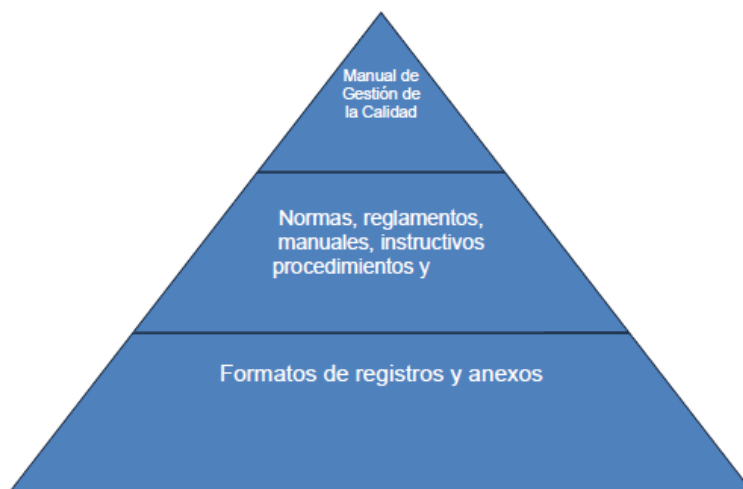 Manual de
Gestión de
la Calidad
Normas, reglamentos,
manuales, instructivos
procedimientos y
Formatos de registros y anexos